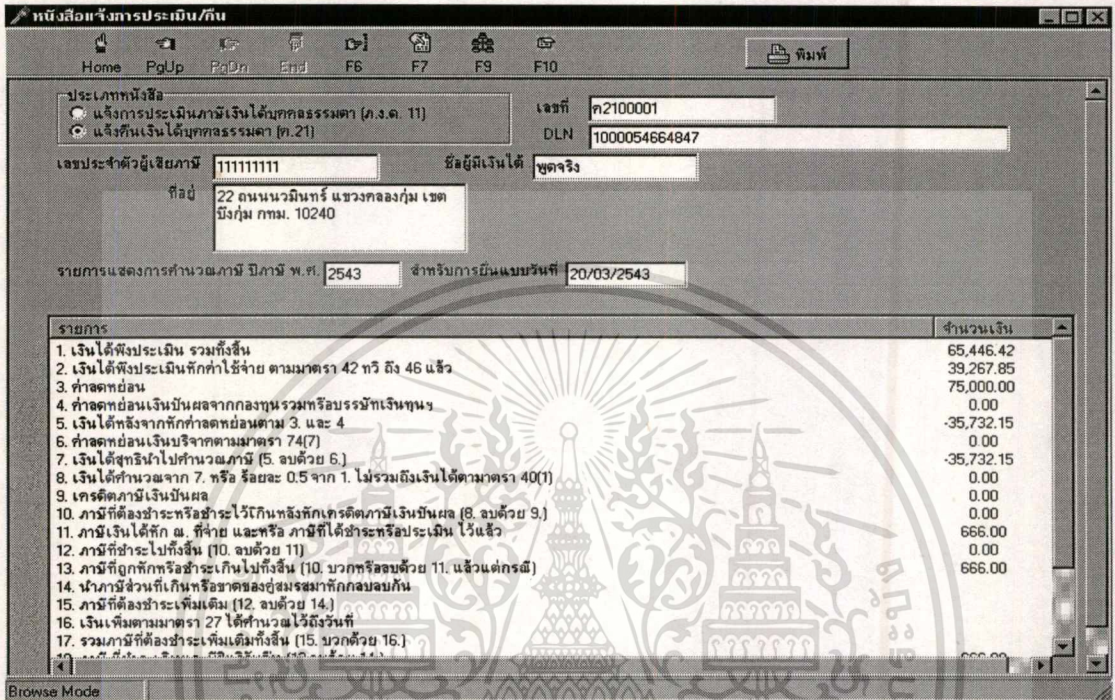 หนังสือแจ้งการประเมิน/คืน
Home PgUp PgDn End F6 F7 F9 F10
พิมพ์
ประเภทหนังสือ
แจ้งการประเมินภาษีเงินได้บุคคลธรรมดา (ภ.ง.ด. 11)
แจ้งคืนเงินได้บุคคลธรรมดา (ค.21)
เลขที่ ค2100001
DLN 1000054664847
เลขประจำตัวผู้เสียภาษี 111111111
ชื่อผู้มีเงินได้ พูดจริง
ที่อยู่ 22 ถนนนวมินทร์ แขวงคลองกุ่ม เขต
บึงกุ่ม กทม. 10240
รายการแสดงการคำนวณภาษี ปีภาษี พ.ศ. 2543 สำหรับการยื่นแบบวันที่ 20/03/2543
รายการ จำนวนเงิน
1. เงินได้พึงประเมิน รวมทั้งสิ้น 65,446.42
2. เงินได้พึงประเมินหักค่าใช้จ่าย ตามมาตรา 42 ทวิ ถึง 46 แล้ว 39,267.85
3. ค่าลดหย่อน 75,000.00
4. ค่าลดหย่อนเงินปันผลจากกองทุนรวมหรือบรรษัทเงินทุนฯ 0.00
5. เงินได้หลังจากหักค่าลดหย่อนตาม 3. และ 4 -35,732.15
6. ค่าลดหย่อนเงินบริจาคตามมาตรา 74(7) 0.00
7. เงินได้สุทธินำไปคำนวณภาษี (5. ลบด้วย 6.) -35,732.15
8. เงินได้คำนวณจาก 7. หรือ ร้อยละ 0.5 จาก 1. ไม่รวมถึงเงินได้ตามาตรา 40(1) 0.00
9. เครดิตภาษีเงินปันผล 0.00
10. ภาษีที่ต้องชำระหรือชำระไว้เกินหลังหักเครดิตภาษีเงินปันผล (8. ลบด้วย 9.) 0.00
11. ภาษีเงินได้หัก ณ. ที่จ่าย และหรือ ภาษีที่ได้ชำระหรือประเมิน ไว้แล้ว 666.00
12. ภาษีที่ชำระไปทั้งสิ้น (10. ลบด้วย 11) 0.00
13. ภาษีที่ถูกหักหรือชำระเกินไปทั้งสิ้น (10. บวกหรือลบด้วย 11. แล้วแต่กรณี) 666.00
14. นำภาษีส่วนที่เกินหรือขาดของคู่สมรสมาหักกลบลบกัน
15. ภาษีที่ต้องชำระเพิ่มเติม (12. ลบด้วย 14.)
16. เงินเพิ่มตามมาตรา 27 ได้คำนวณไว้ถึงวันที่
17. รวมภาษีที่ต้องชำระเพิ่มเติมทั้งสิ้น (15. บวกด้วย 16.)
Browse Mode